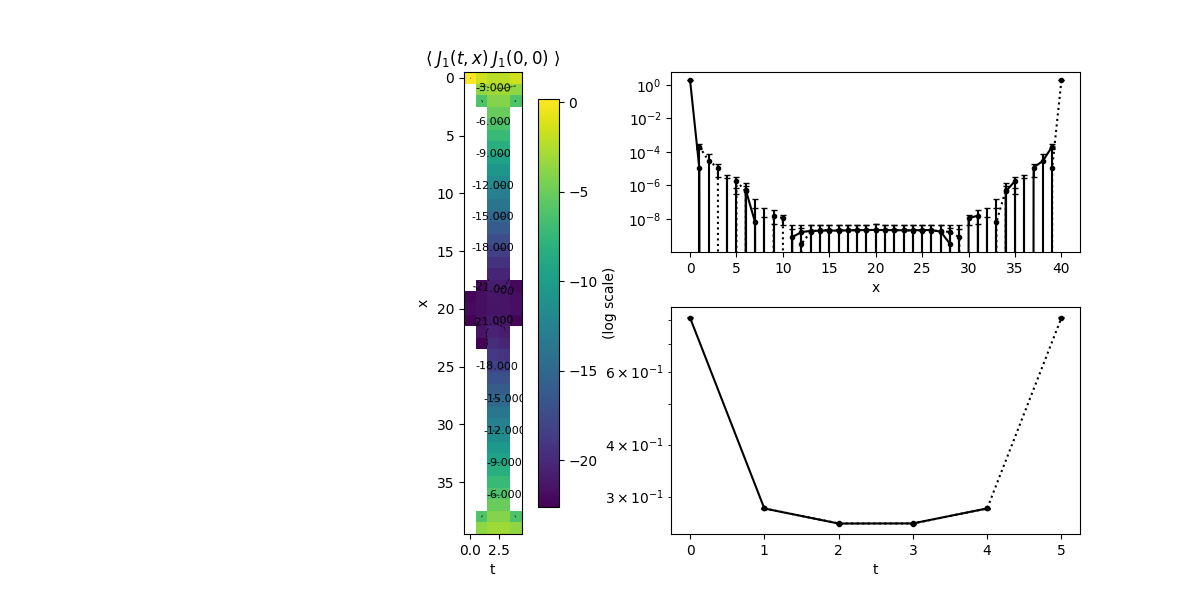 ⟨ J₁(t, x) J₁(0, 0) ⟩
0
5
10
15
20
25
30
35
x
0.0 2.5
t
-3.000
-6.000
-9.000
-12.000
-15.000
-18.000
-21.000
-21.000
-18.000
-15.000
-12.000
-9.000
-6.000
0
−5
−10
−15
−20
(log scale)
10⁰
10⁻²
10⁻⁴
10⁻⁶
10⁻⁸
0 5 10 15 20 25 30 35 40
x
6 × 10⁻¹
4 × 10⁻¹
3 × 10⁻¹
0 1 2 3 4 5
t